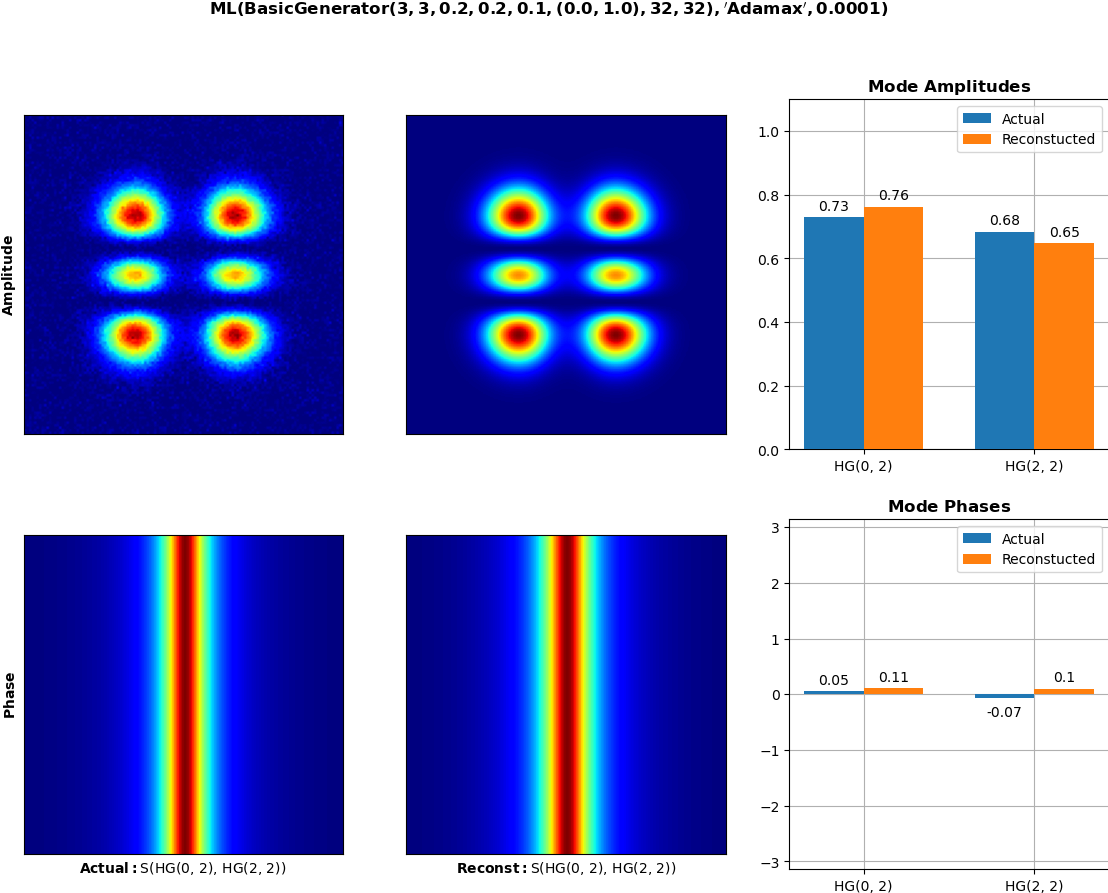 ML(BasicGenerator(3, 3, 0.2, 0.2, 0.1, (0.0, 1.0), 32, 32), ′Adamax′, 0.0001)
Amplitude
Mode Amplitudes
Actual
Reconstucted
1.0
0.8
0.6
0.4
0.2
0.0
0.73
0.76
0.68
0.65
HG(0, 2)
HG(2, 2)
Phase
Actual: S(HG(0, 2), HG(2, 2))
Reconst: S(HG(0, 2), HG(2, 2))
Mode Phases
Actual
Reconstucted
3
2
1
0
−1
−2
−3
0.05
0.11
-0.07
0.1
HG(0, 2)
HG(2, 2)